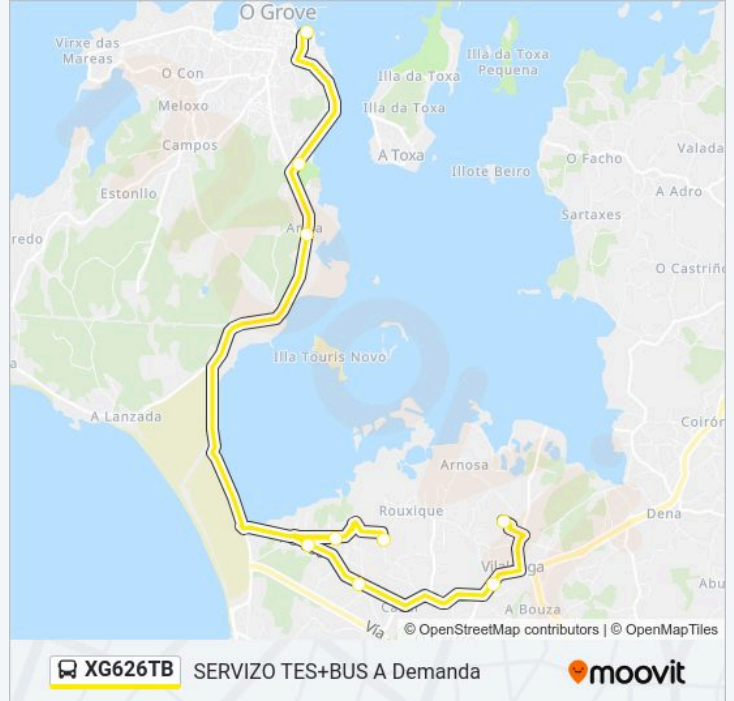 O Grove
Virxe das
Mareas
Illa da Toxa
Illa da Toxa
Pequena
O Con
Meloxo
Illa da Toxa
Campos
A Toxa
O Facho
Valada
Illote Beiro
Estonllo
A Adro
Sartaxes
redo
O Castriño
Illa Touris Novo
a
A Lanzada
Coirón
Arnosa
Rouxique
Dena
Abu
A Bouza
Vía
© OpenStreetMap contributors | © OpenMapTiles
XG626TB
SERVIZO TES+BUS A Demanda
moovit